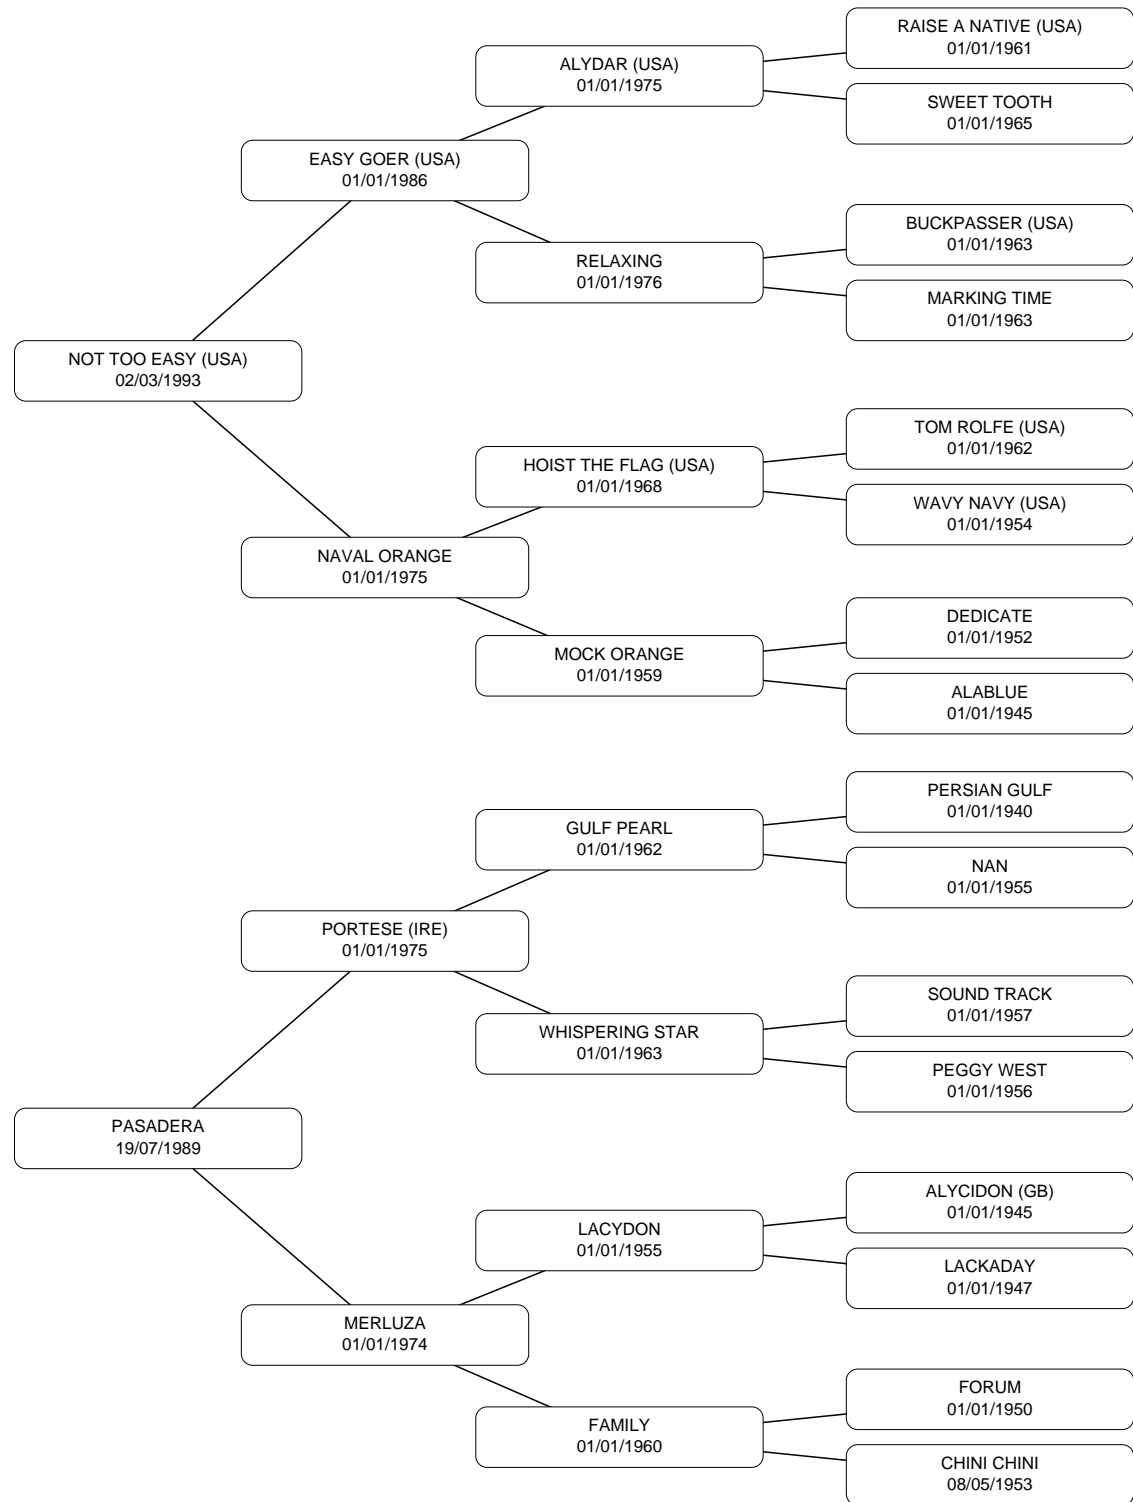 RAISE A NATIVE (USA)
01/01/1961
ALYDAR (USA)
01/01/1975
SWEET TOOTH
01/01/1965
EASY GOER (USA)
01/01/1986
BUCKPASSER (USA)
01/01/1963
RELAXING
01/01/1976
MARKING TIME
01/01/1963
NOT TOO EASY (USA)
02/03/1993
TOM ROLFE (USA)
01/01/1962
HOIST THE FLAG (USA)
01/01/1968
WAVY NAVY (USA)
01/01/1954
NAVAL ORANGE
01/01/1975
DEDICATE
01/01/1952
MOCK ORANGE
01/01/1959
ALABLUE
01/01/1945
PERSIAN GULF
01/01/1940
GULF PEARL
01/01/1962
NAN
01/01/1955
PORTESE (IRE)
01/01/1975
SOUND TRACK
01/01/1957
WHISPERING STAR
01/01/1963
PEGGY WEST
01/01/1956
PASADERA
19/07/1989
ALYCIDON (GB)
01/01/1945
LACYDON
01/01/1955
LACKADAY
01/01/1947
MERLUZA
01/01/1974
FORUM
01/01/1950
FAMILY
01/01/1960
CHINI CHINI
08/05/1953